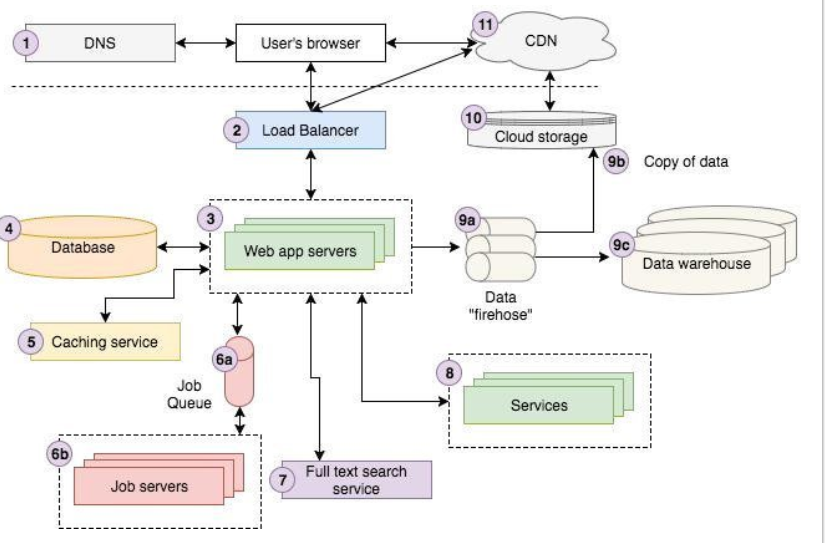 1
DNS
User's browser
11
CDN
2
Load Balancer
10
Cloud storage
9b
Copy of data
3
Web app servers
4
Database
9a
Data
"firehose"
9c
Data warehouse
5
Caching service
6a
Job
Queue
8
Services
6b
Job servers
7
Full text search
service